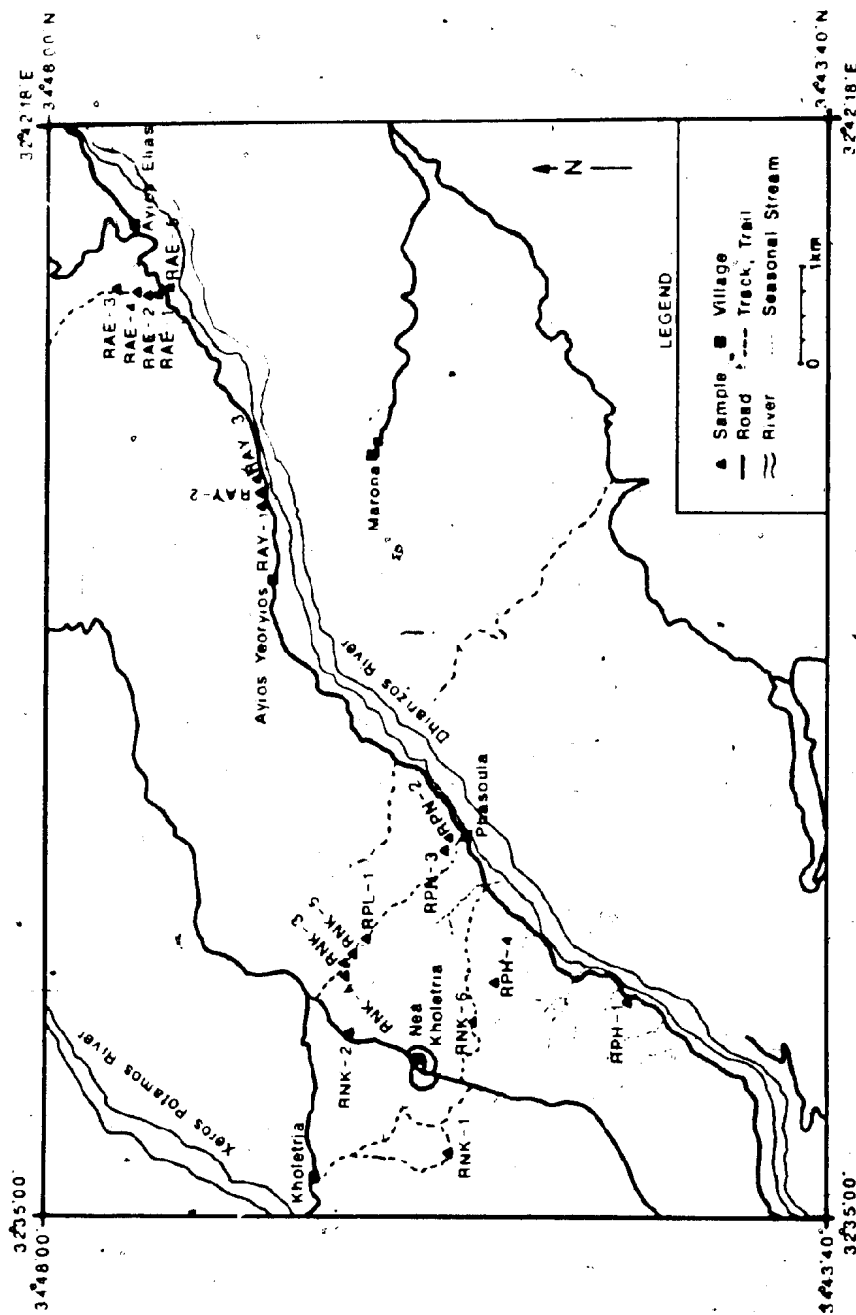 32°42'18"E
34°48'00"N
Ayios Elias
RAE-3
RAE-4
RAE-2
RAE-1
RAE-5
RAY 3
RAY-2
RAY-1
Ayios Yeoryios
Marona
N
LEGEND
Sample
Village
Road
Track, Trail
River
Seasonal Stream
0
1km
34°43'40"N
32°42'18"E
Dhiarizos River
RPN-2
Phasoula
RPN-3
RPL-1
RNK-5
RNK-3
RNK-4
RNK-2
Nea
Kholetria
RNK-6
RPH-4
RPH-1
RNK-1
Kholetria
Xeros Potamos River
32°35'00"
34°48'00"
34°43'40"
32°35'00"